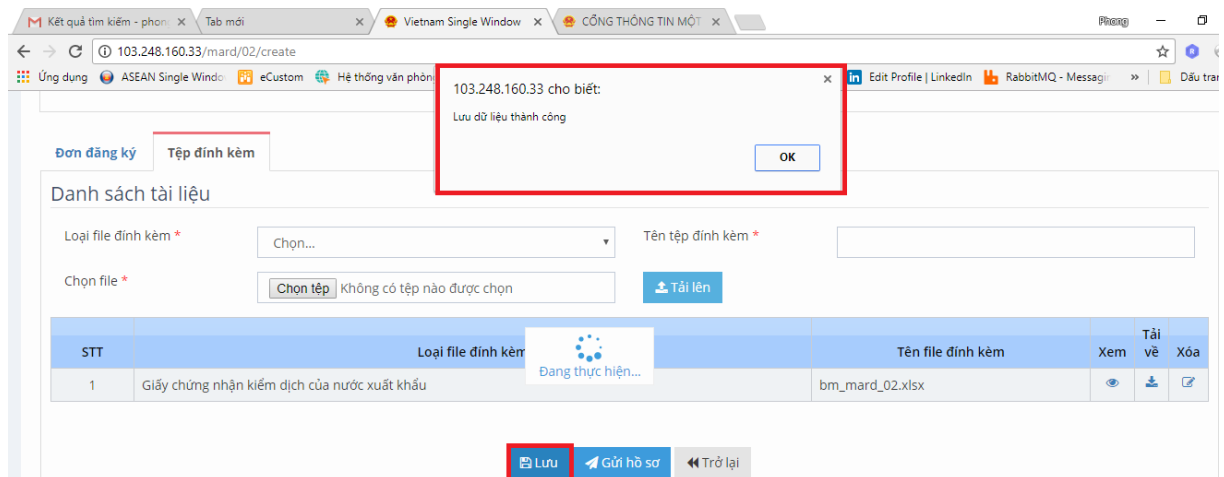 Kết quả tìm kiếm - phon
Tab mới
Vietnam Single Window
CỔNG THÔNG TIN MỘT
Phong
103.248.160.33/mard/02/create
Ứng dụng ASEAN Single Windo eCustom Hệ thống văn phòn Edit Profile | LinkedIn RabbitMQ - Messagin » Dấu tran
103.248.160.33 cho biết:
Lưu dữ liệu thành công
OK
Đơn đăng ký Tệp đính kèm
Danh sách tài liệu
Loại file đính kèm * Chọn... Tên tệp đính kèm *
Chọn file * Chọn tệp Không có tệp nào được chọn Tải lên
STT Loại file đính kèm Tên file đính kèm Xem Tải về Xóa
Đang thực hiện...
1 Giấy chứng nhận kiểm dịch của nước xuất khẩu bm_mard_02.xlsx
Lưu Gửi hồ sơ Trở lại